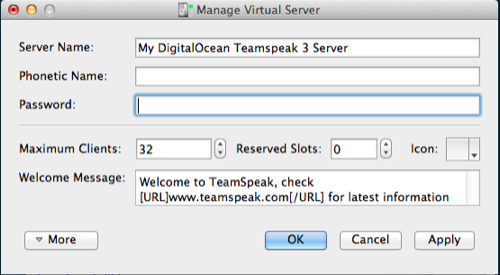 Manage Virtual Server
Server Name: My DigitalOcean Teamspeak 3 Server
Phonetic Name:
Password:
Maximum Clients: 32 Reserved Slots: 0 Icon:
Welcome Message: Welcome to TeamSpeak, check
[URL]www.teamspeak.com[/URL] for latest information
More OK Cancel Apply